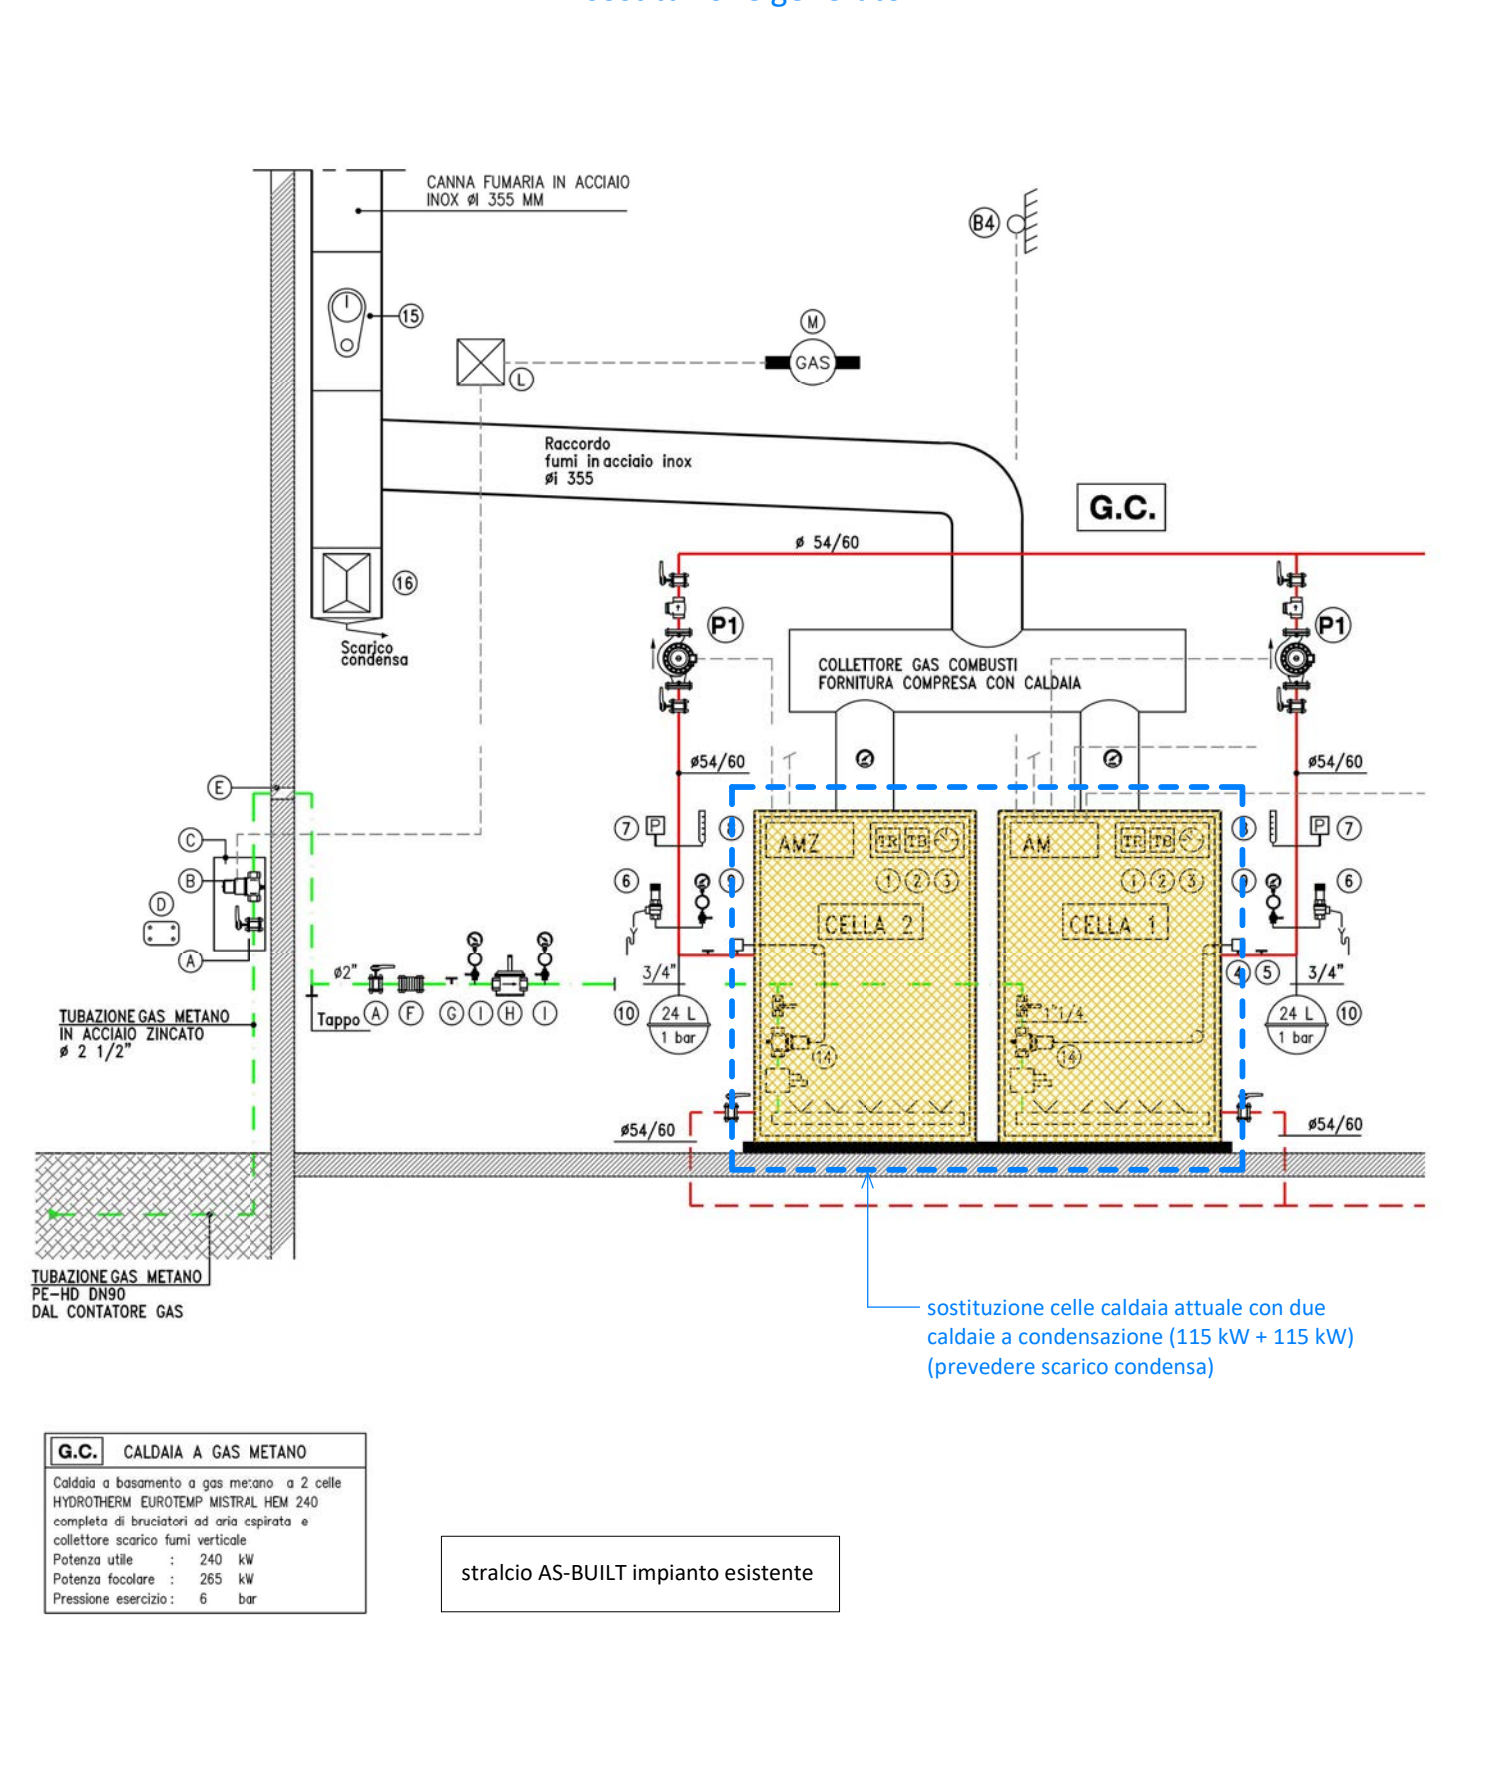 CANNA FUMARIA IN ACCIAIO
INOX øI 355 MM
B4
15
M
GAS
L
Raccordo
fumi in acciaio inox
øi 355
G.C.
ø 54/60
16
Scarico
condensa
P1
P1
COLLETTORE GAS COMBUSTI
FORNITURA COMPRESA CON CALDAIA
ø54/60
ø54/60
E
7
P
8
AMZ
TR
TB
AM
TR
TB
P
7
C
B
D
A
6
9
1
2
3
1
2
3
6
CELLA 2
CELLA 1
ø2"
3/4"
4
5
3/4"
Tappo
A
F
G
I
H
I
10
24 L
1 bar
1"1/4
24 L
1 bar
10
14
14
TUBAZIONE GAS METANO
IN ACCIAIO ZINCATO
ø 2 1/2"
ø54/60
ø54/60
TUBAZIONE GAS METANO
PE-HD DN90
DAL CONTATORE GAS
sostituzione celle caldaia attuale con due
caldaie a condensazione (115 kW + 115 kW)
(prevedere scarico condensa)
G.C. CALDAIA A GAS METANO
Caldaia a basamento a gas metano a 2 celle
HYDROTHERM EUROTEMP MISTRAL HEM 240
completa di bruciatori ad aria aspirata e
collettore scarico fumi verticale
Potenza utile : 240 kW
Potenza focolare : 265 kW
Pressione esercizio : 6 bar
stralcio AS-BUILT impianto esistente